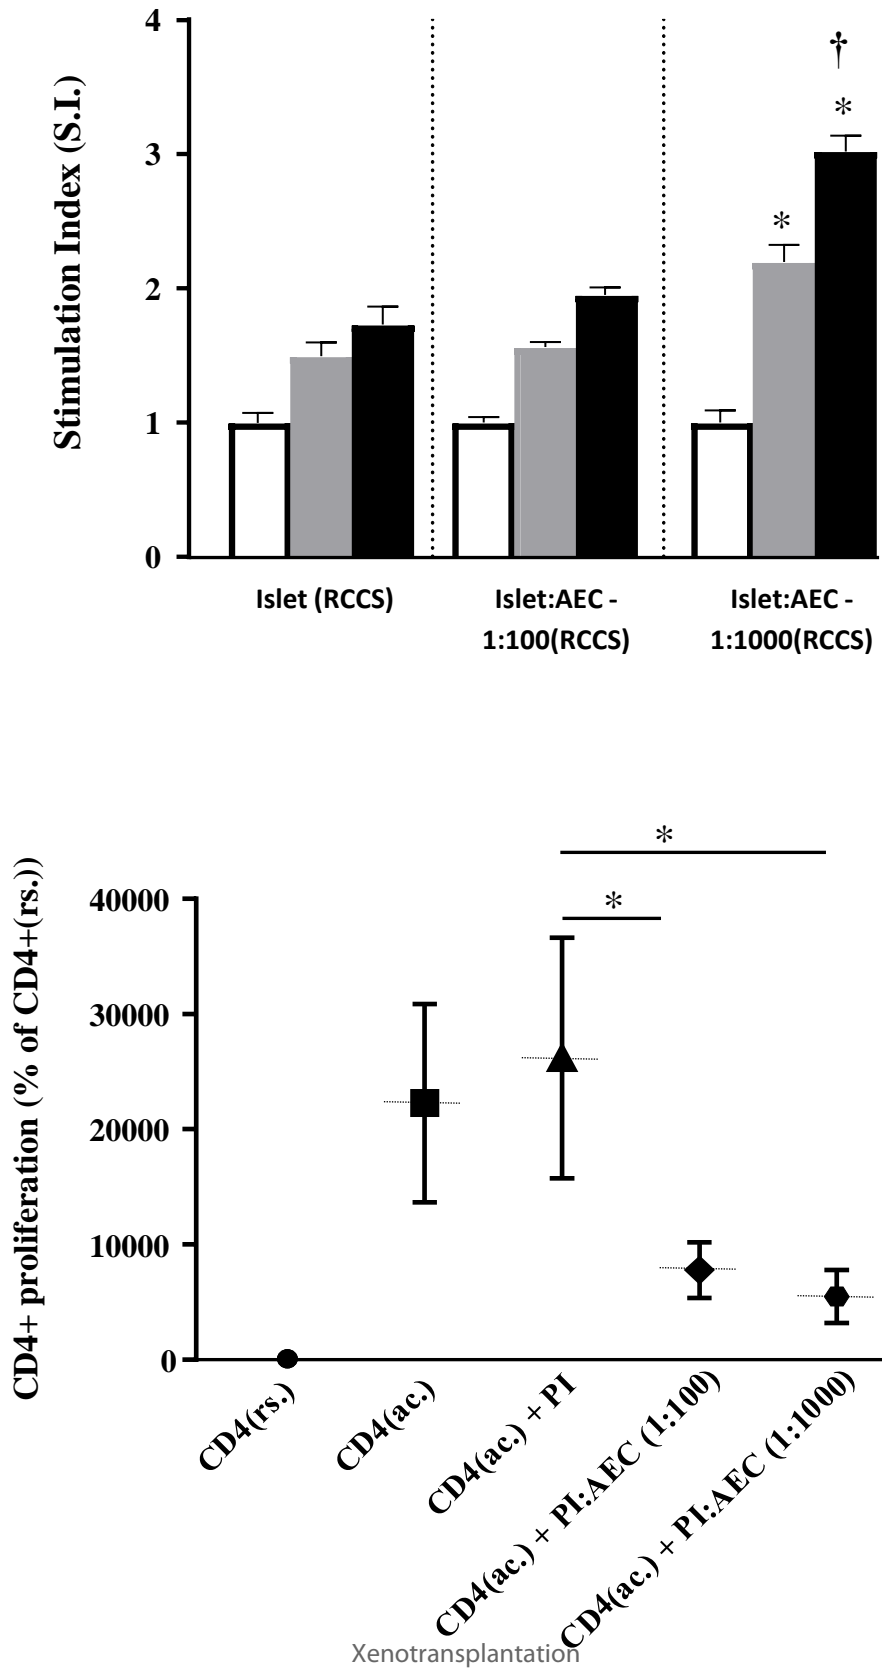 Stimulation Index (S.I.)
4
3
2
1
0
†
*
*
Islet (RCCS)
Islet:AEC -
1:100(RCCS)
Islet:AEC -
1:1000(RCCS)
CD4+ proliferation (% of CD4+(rs.))
40000
30000
20000
10000
0
*
*
CD4(rs.)
CD4(ac.)
CD4(ac.) + PI
CD4(ac.) + PI:AEC (1:100)
CD4(ac.) + PI:AEC (1:1000)
Xenotransplantation